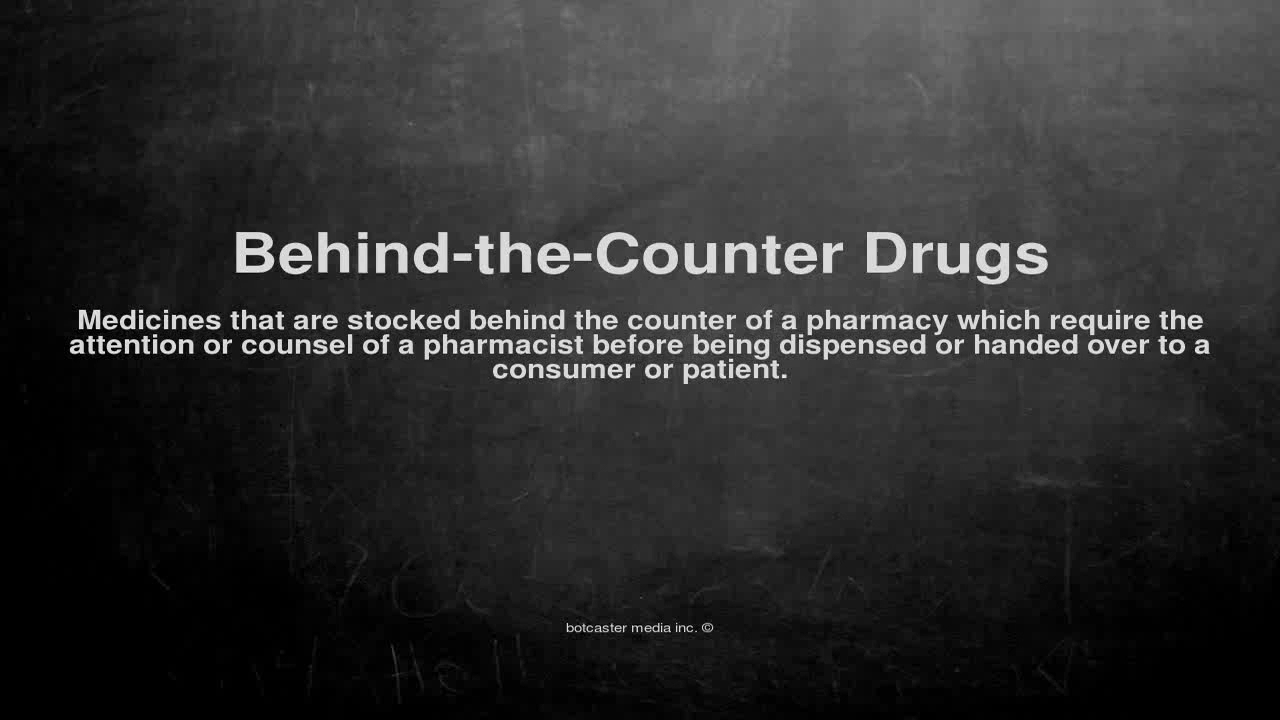 Behind-the-Counter Drugs
Medicines that are stocked behind the counter of a pharmacy which require the
attention or counsel of a pharmacist before being dispensed or handed over to a
consumer or patient.
botcaster media inc. ©